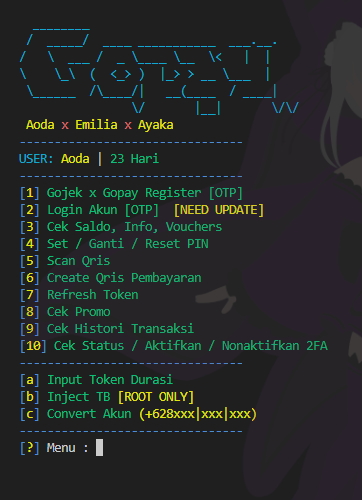 Gopay
Aoda x Emilia x Ayaka
--------------------------------
USER: Aoda | 23 Hari
--------------------------------
[1] Gojek x Gopay Register [OTP]
[2] Login Akun [OTP]  [NEED UPDATE]
[3] Cek Saldo, Info, Vouchers
[4] Set / Ganti / Reset PIN
[5] Scan Qris
[6] Create Qris Pembayaran
[7] Refresh Token
[8] Cek Promo
[9] Cek Histori Transaksi
[10] Cek Status / Aktifkan / Nonaktifkan 2FA
--------------------------------
[a] Input Token Durasi
[b] Inject TB [ROOT ONLY]
[c] Convert Akun (+628xxx|xxx|xxx)
--------------------------------
[?] Menu :